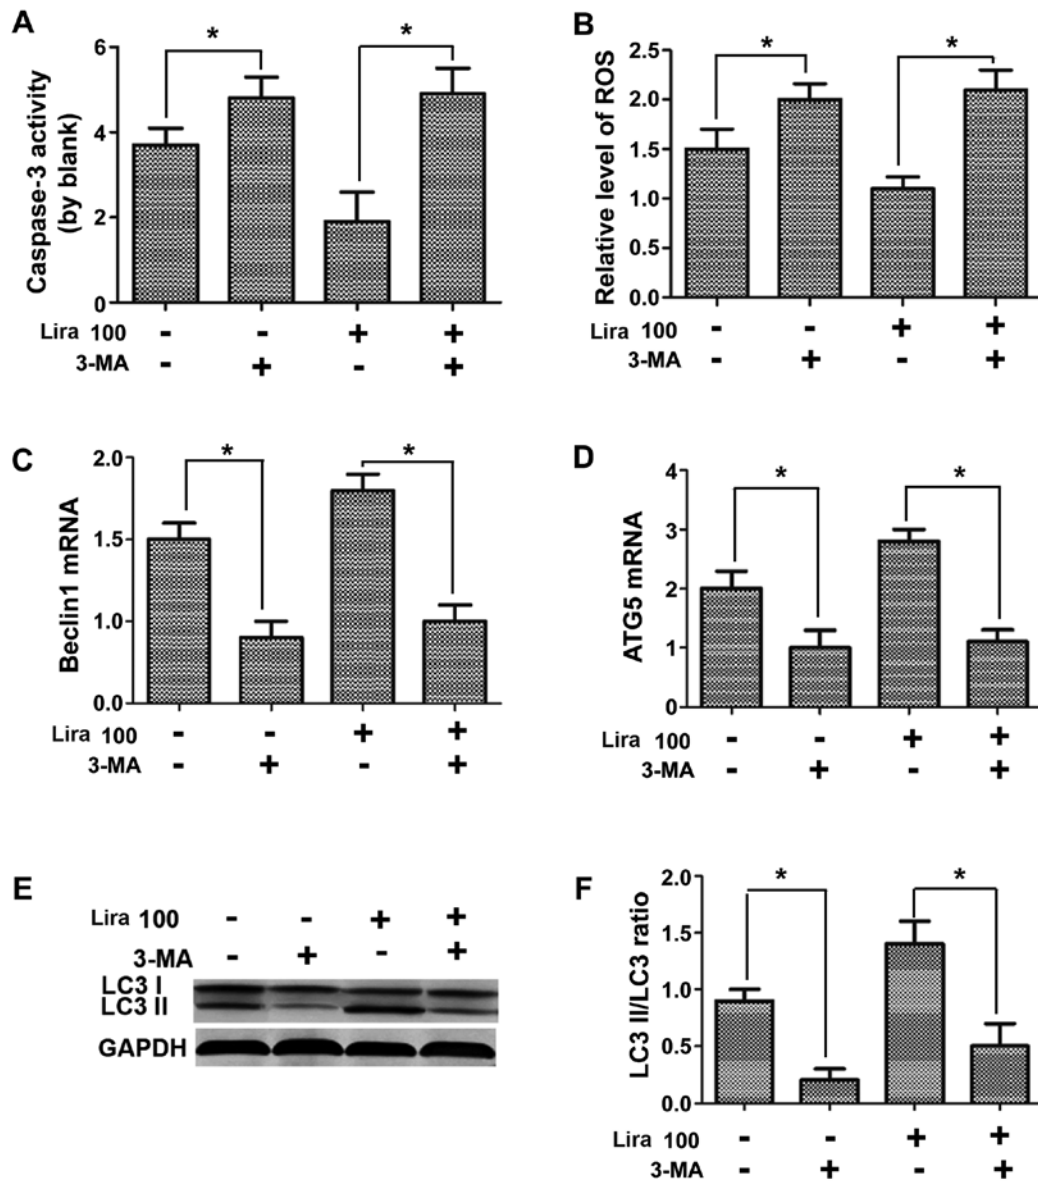 A
Caspase-3 activity
(by blank)
6
4
2
0
*
*
Lira 100 - - + +
3-MA - + - +
B
Relative level of ROS
2.5
2.0
1.5
1.0
0.5
0.0
*
*
Lira 100 - - + +
3-MA - + - +
C
Beclin1 mRNA
2.0
1.5
1.0
0.0
*
*
Lira 100 - - + +
3-MA - + - +
D
ATG5 mRNA
4
3
2
1
0
*
*
Lira 100 - - + +
3-MA - + - +
E
Lira 100 - - + +
3-MA - + - +
LC3 I
LC3 II
GAPDH
F
LC3 II/LC3 ratio
2.0
1.5
1.0
0.5
0.0
*
*
Lira 100 - - + +
3-MA - + - +